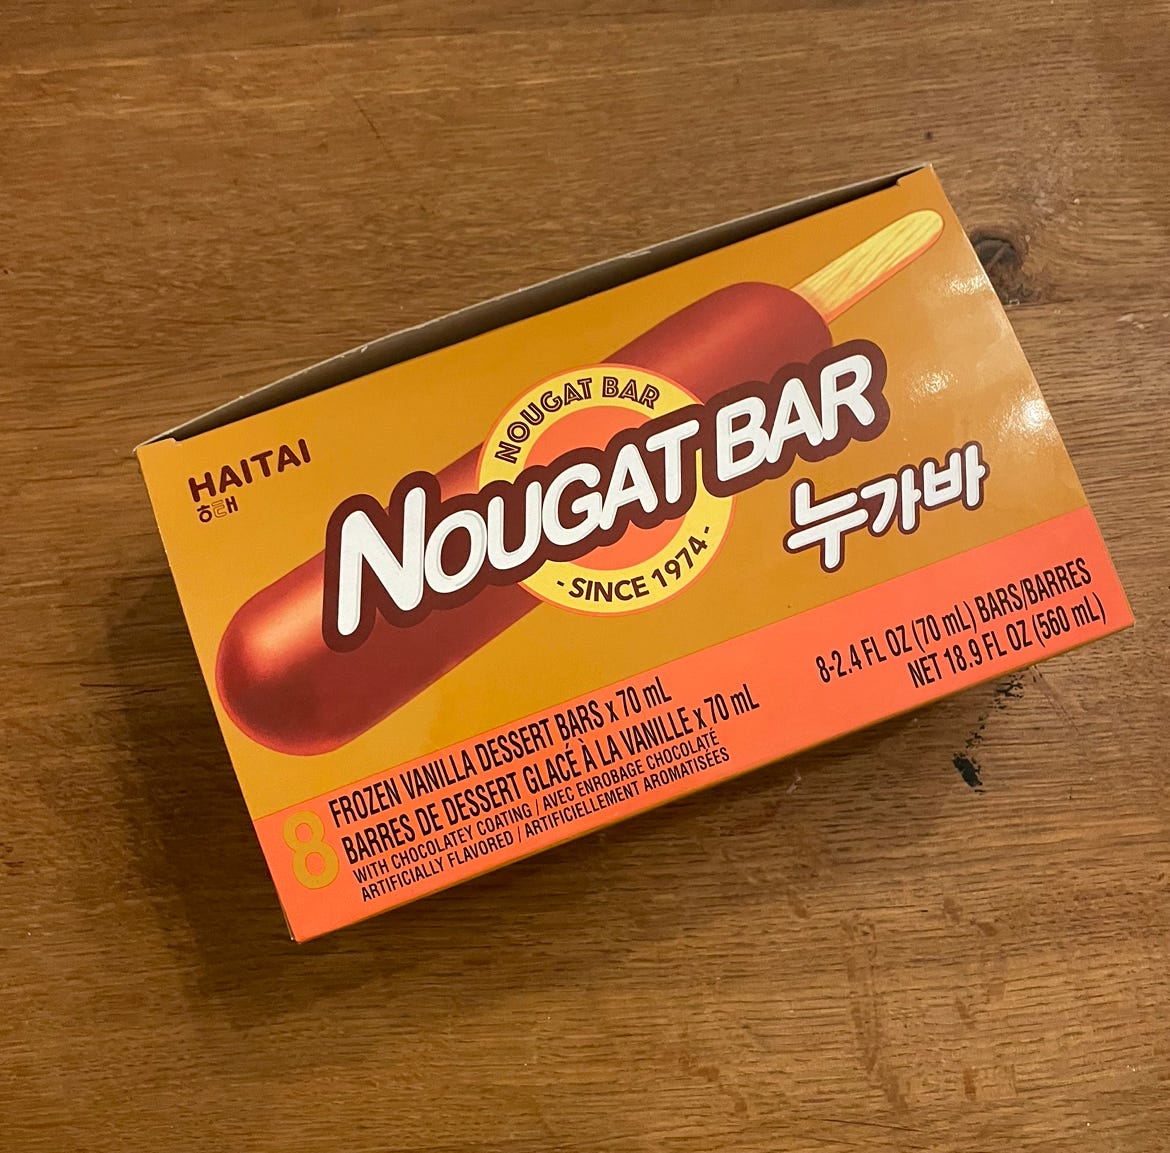 HAITAI
해태
NOUGAT BAR
NOUGAT BAR
누가바
- SINCE 1974 -
8-2.4 FL OZ (70 mL) BARS/BARRES
NET 18.9 FL OZ (560 mL)
8
FROZEN VANILLA DESSERT BARS x 70 mL
BARRES DE DESSERT GLACÉ À LA VANILLE x 70 mL
WITH CHOCOLATEY COATING / AVEC ENROBAGE CHOCOLATÉ
ARTIFICIALLY FLAVORED / ARTIFICIELLEMENT AROMATISÉES